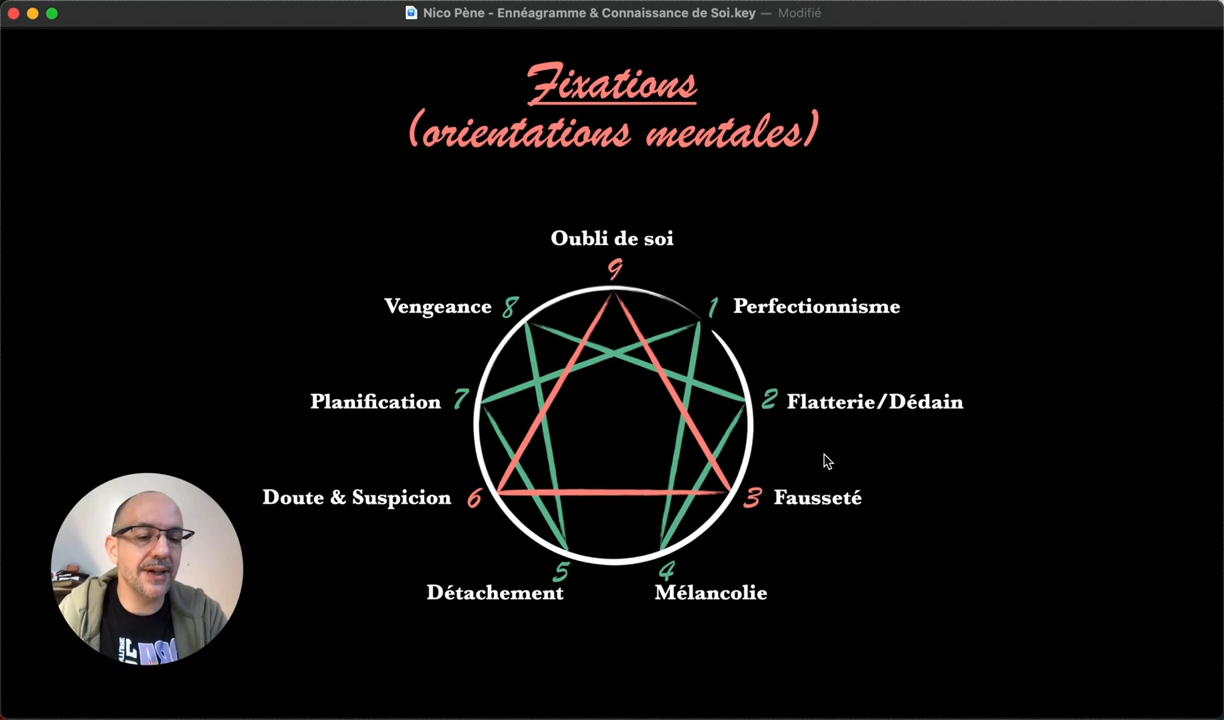 Nico Pène - Ennéagramme & Connaissance de Soi.key — Modifié
Fixations
(orientations mentales)
Oubli de soi
9
Vengeance 8
1 Perfectionnisme
Planification 7
2 Flatterie/Dédain
Doute & Suspicion 6
3 Fausseté
5
4
Détachement
Mélancolie